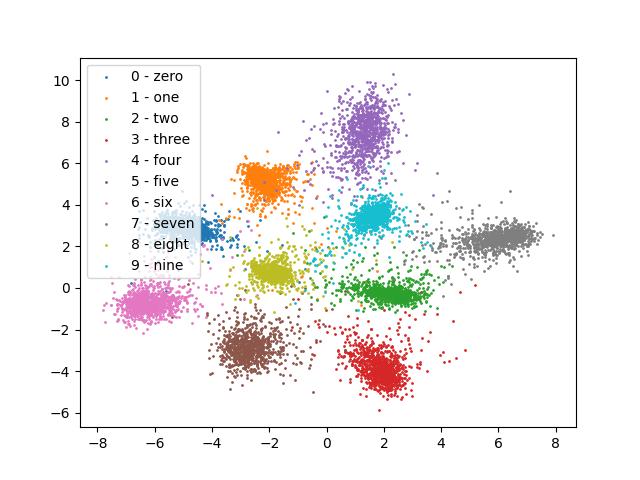 0 - zero
1 - one
2 - two
3 - three
4 - four
5 - five
6 - six
7 - seven
8 - eight
9 - nine
10
8
6
4
2
0
−2
−4
−6
−8 −6 −4 −2 0 2 4 6 8